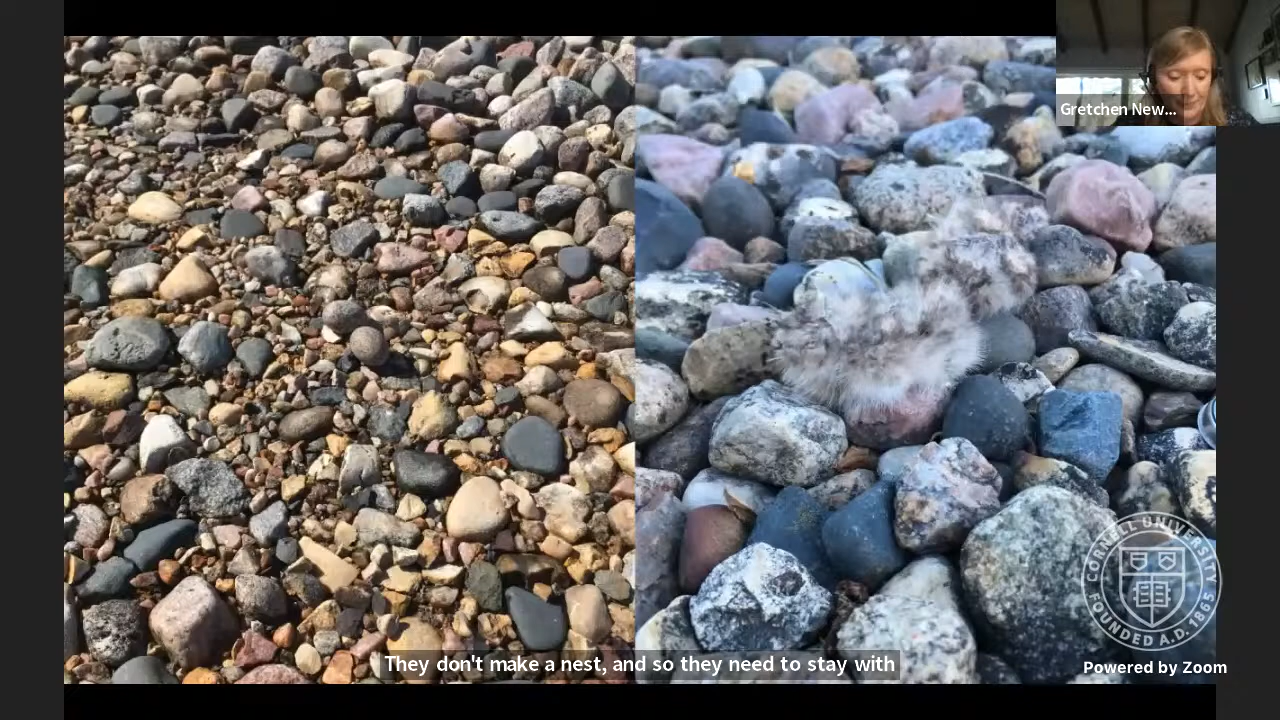 Gretchen New...
CORNELL UNIVERSITY
FOUNDED A.D. 1865
They don't make a nest, and so they need to stay with
Powered by Zoom